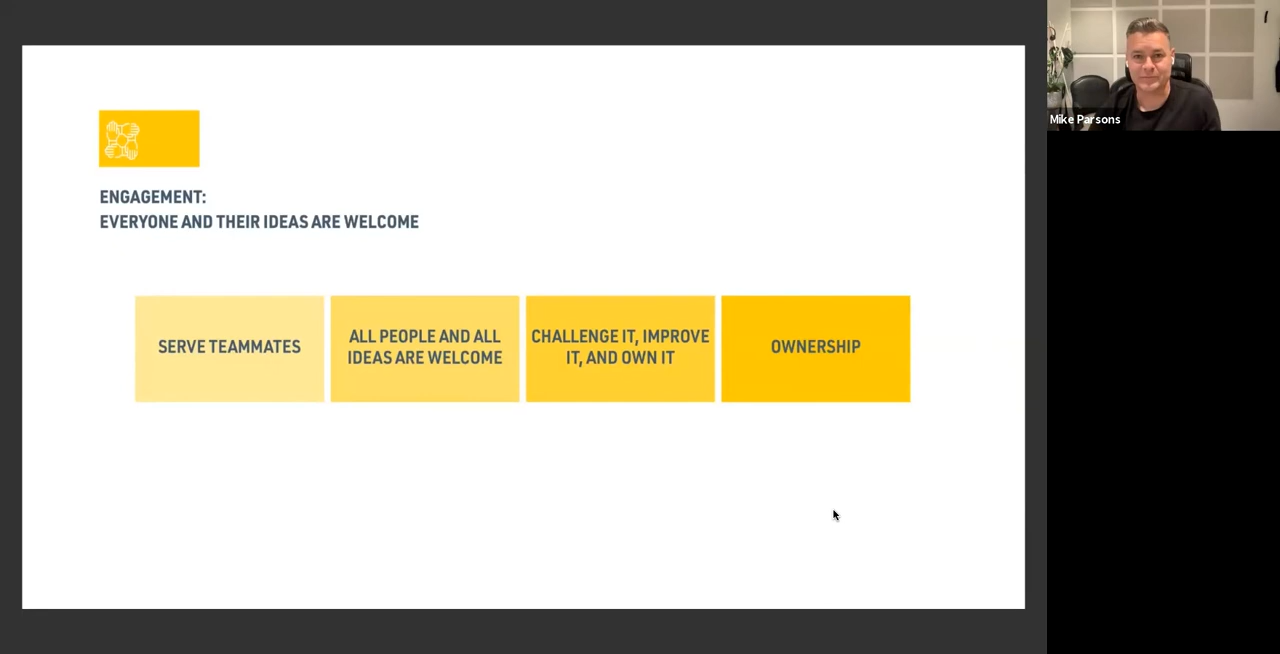 ENGAGEMENT:
EVERYONE AND THEIR IDEAS ARE WELCOME
SERVE TEAMMATES
ALL PEOPLE AND ALL
IDEAS ARE WELCOME
CHALLENGE IT, IMPROVE
IT, AND OWN IT
OWNERSHIP
Mike Parsons